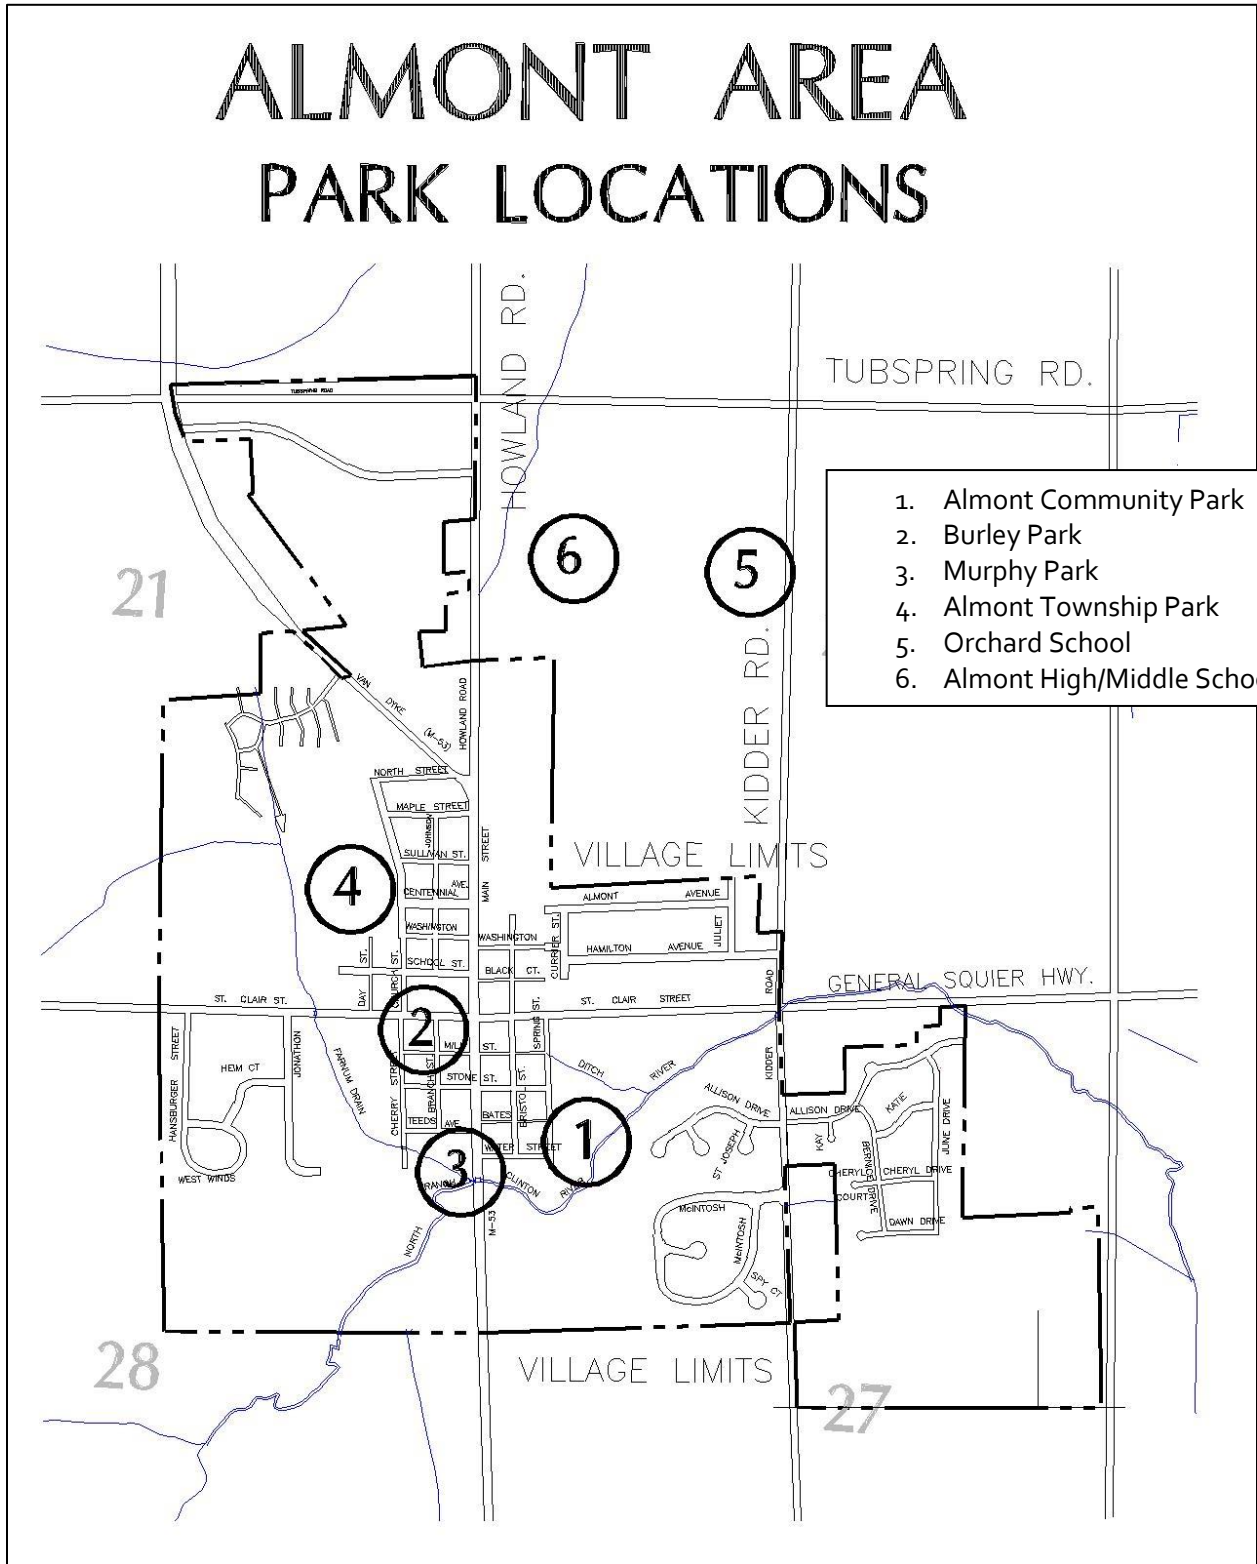 ALMONT AREA
PARK LOCATIONS
HOWLAND RD.
TUBSPRING RD.
TUBSPRING ROAD
1. Almont Community Park
2. Burley Park
3. Murphy Park
4. Almont Township Park
5. Orchard School
6. Almont High/Middle Schoo
6
5
21
KIDDER RD.
VAN DYKE (M-53)
HOWLAND ROAD
NORTH STREET
MAPLE STREET
JOHNSON
SULLIVAN ST.
MAIN STREET
VILLAGE LIMITS
4
CENTENNIAL AVE.
ALMONT AVENUE
JULIET
WASHINGTON
WASHINGTON
CURRIER ST.
HAMILTON AVENUE
DAY ST.
CHURCH ST.
SCHOOL ST.
BLACK CT.
ROAD
GENERAL SQUIER HWY.
ST. CLAIR ST.
ST. CLAIR STREET
2
SPRING ST.
HANSBURGER STREET
HEIM CT
JONATHON
FARNUM DRAIN
CHERRY STREET
BRANCH ST.
ST.
STONE ST.
BRISTOL ST.
DITCH
RIVER
KIDDER
ALLISON DRIVE
ALLISON DRIVE
KATIE
JUNE DRIVE
TEEDS AVE
BATES
WATER STREET
1
ST JOSEPH
KAY
BERNICE DRIVE
CHERYL COURT
CHERYL DRIVE
WEST WINDS
3
CLINTON RIVER
M-53
NORTH
McINTOSH
McINTOSH
SPY CT
DAWN DRIVE
28
VILLAGE LIMITS
27